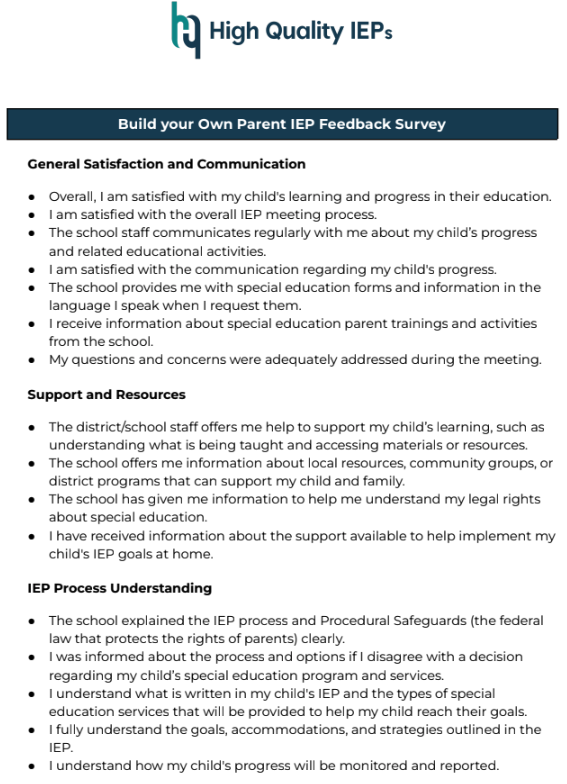 hq High Quality IEPs
Build your Own Parent IEP Feedback Survey
General Satisfaction and Communication
● Overall, I am satisfied with my child's learning and progress in their education.
● I am satisfied with the overall IEP meeting process.
● The school staff communicates regularly with me about my child’s progress
and related educational activities.
● I am satisfied with the communication regarding my child's progress.
● The school provides me with special education forms and information in the
language I speak when I request them.
● I receive information about special education parent trainings and activities
from the school.
● My questions and concerns were adequately addressed during the meeting.
Support and Resources
● The district/school staff offers me help to support my child’s learning, such as
understanding what is being taught and accessing materials or resources.
● The school offers me information about local resources, community groups, or
district programs that can support my child and family.
● The school has given me information to help me understand my legal rights
about special education.
● I have received information about the support available to help implement my
child's IEP goals at home.
IEP Process Understanding
● The school explained the IEP process and Procedural Safeguards (the federal
law that protects the rights of parents) clearly.
● I was informed about the process and options if I disagree with a decision
regarding my child’s special education program and services.
● I understand what is written in my child's IEP and the types of special
education services that will be provided to help my child reach their goals.
● I fully understand the goals, accommodations, and strategies outlined in the
IEP.
● I understand how my child's progress will be monitored and reported.